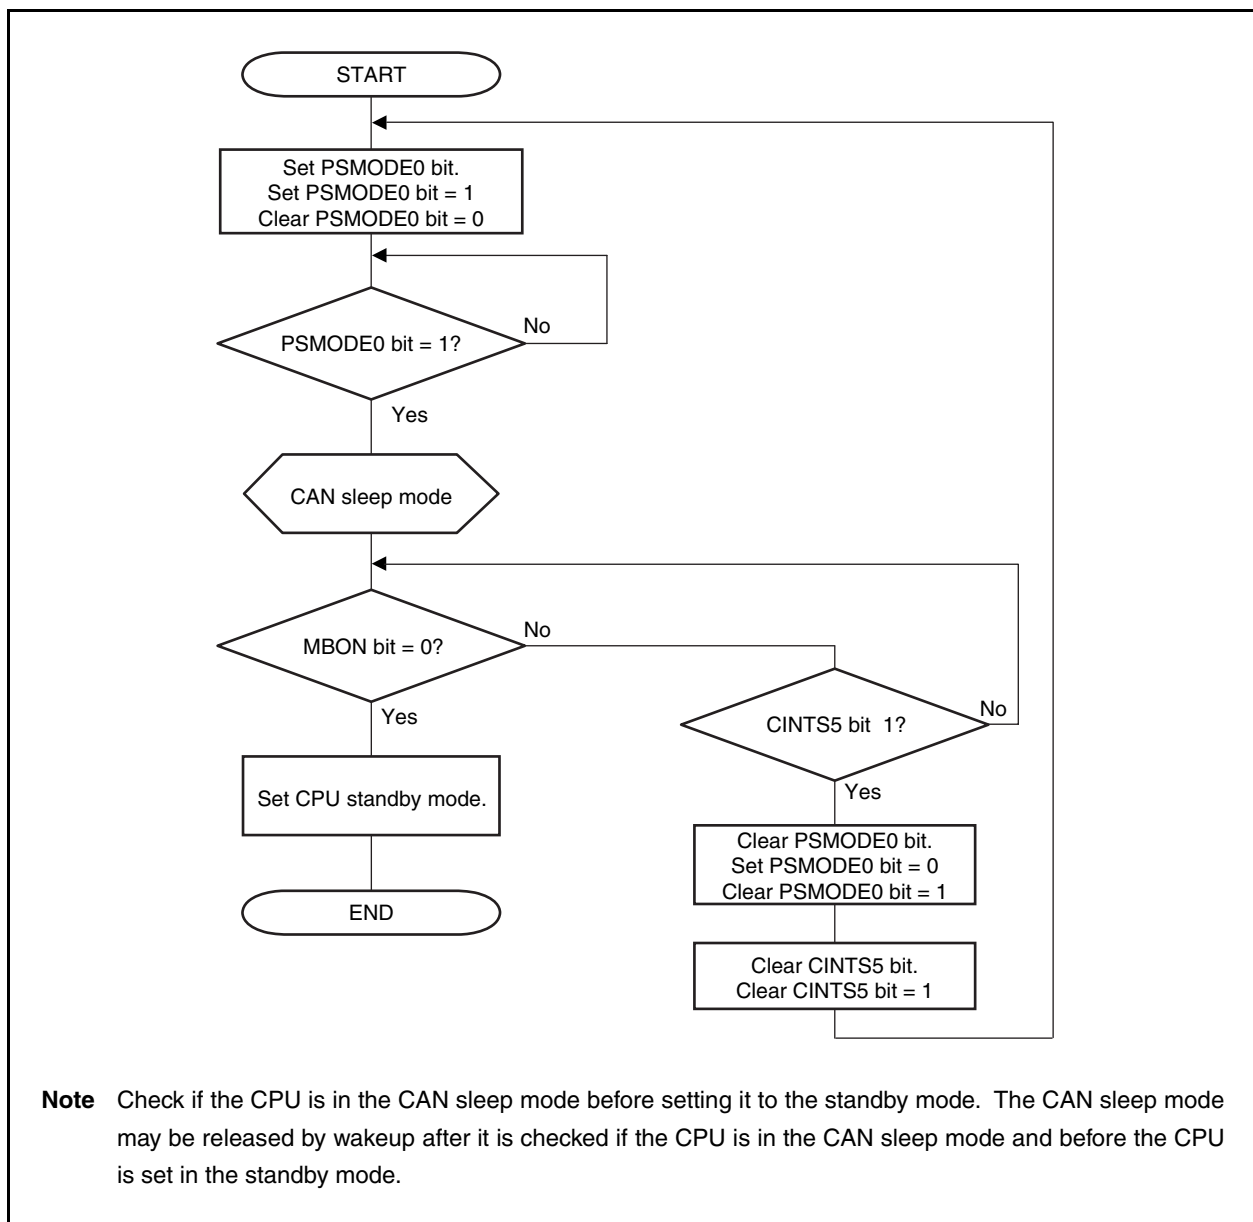 START
Set PSMODE0 bit.
Set PSMODE0 bit = 1
Clear PSMODE0 bit = 0
PSMODE0 bit = 1?
No
Yes
CAN sleep mode
MBON bit = 0?
No
Yes
CINTS5 bit  1?
No
Yes
Set CPU standby mode.
Clear PSMODE0 bit.
Set PSMODE0 bit = 0
Clear PSMODE0 bit = 1
END
Clear CINTS5 bit.
Clear CINTS5 bit = 1
Note Check if the CPU is in the CAN sleep mode before setting it to the standby mode. The CAN sleep mode
may be released by wakeup after it is checked if the CPU is in the CAN sleep mode and before the CPU
is set in the standby mode.